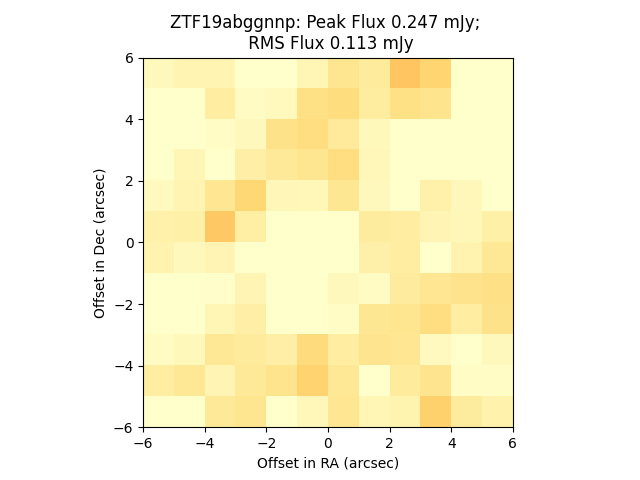 ZTF19abggnnp: Peak Flux 0.247 mJy;
RMS Flux 0.113 mJy
6
4
2
0
−2
−4
−6
Offset in Dec (arcsec)
−6 −4 −2 0 2 4 6
Offset in RA (arcsec)